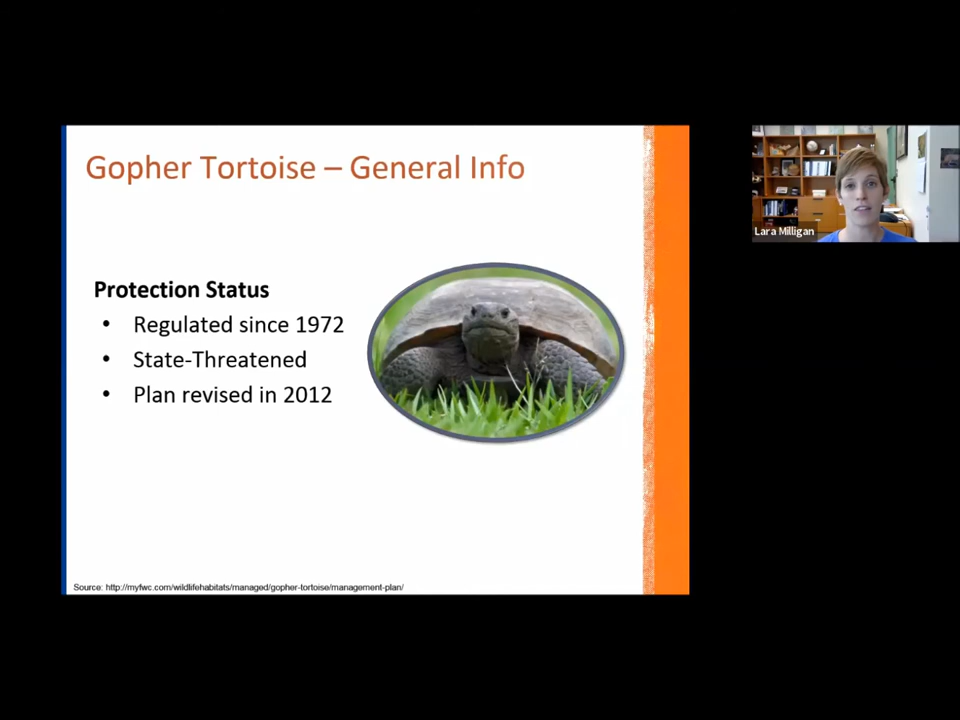 Gopher Tortoise – General Info
Protection Status
• Regulated since 1972
• State-Threatened
• Plan revised in 2012
Source: http://myfwc.com/wildlifehabitats/managed/gopher-tortoise/management-plan/
Lara Milligan